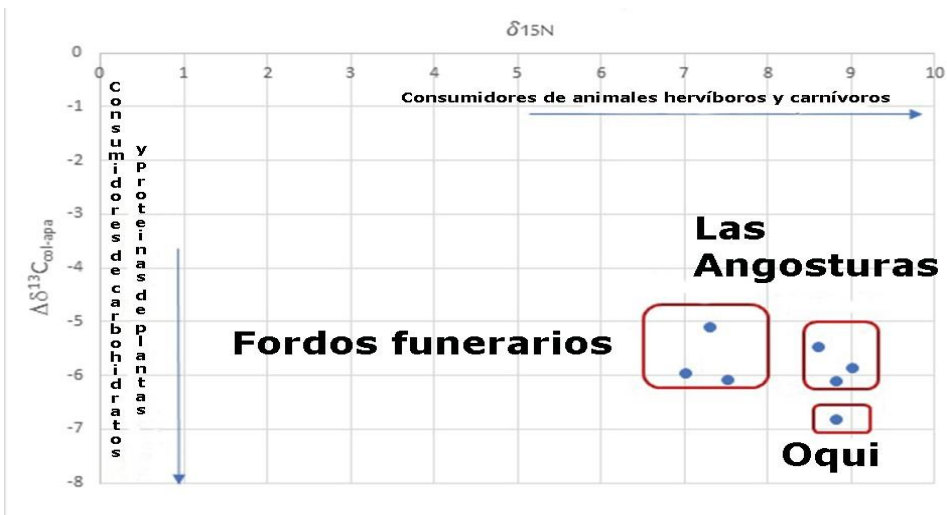 δ15N
0
0 1 2 3 4 5 6 7 8 9 10
Consumidores de animales hervíboros y carnívoros
-1
-2
-3
-4
-5
-6
-7
-8
Δδ¹³Ccol-apa
Consumidores de carbohidratos
y proteinas de plantas
Las
Angosturas
Fordos funerarios
Oqui